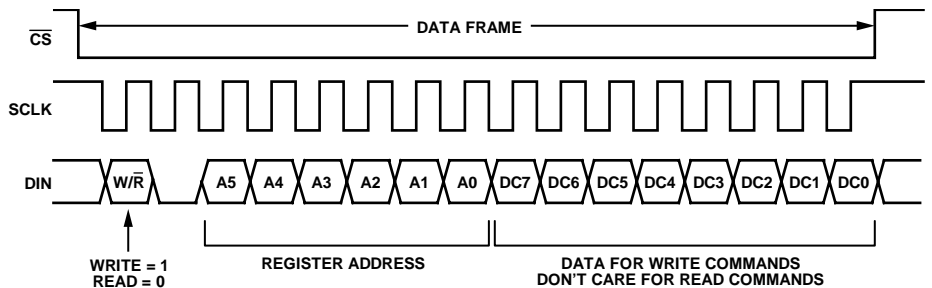 DATA FRAME
CS
SCLK
DIN W/R A5 A4 A3 A2 A1 A0 DC7 DC6 DC5 DC4 DC3 DC2 DC1 DC0
WRITE = 1
READ = 0
REGISTER ADDRESS
DATA FOR WRITE COMMANDS
DON'T CARE FOR READ COMMANDS